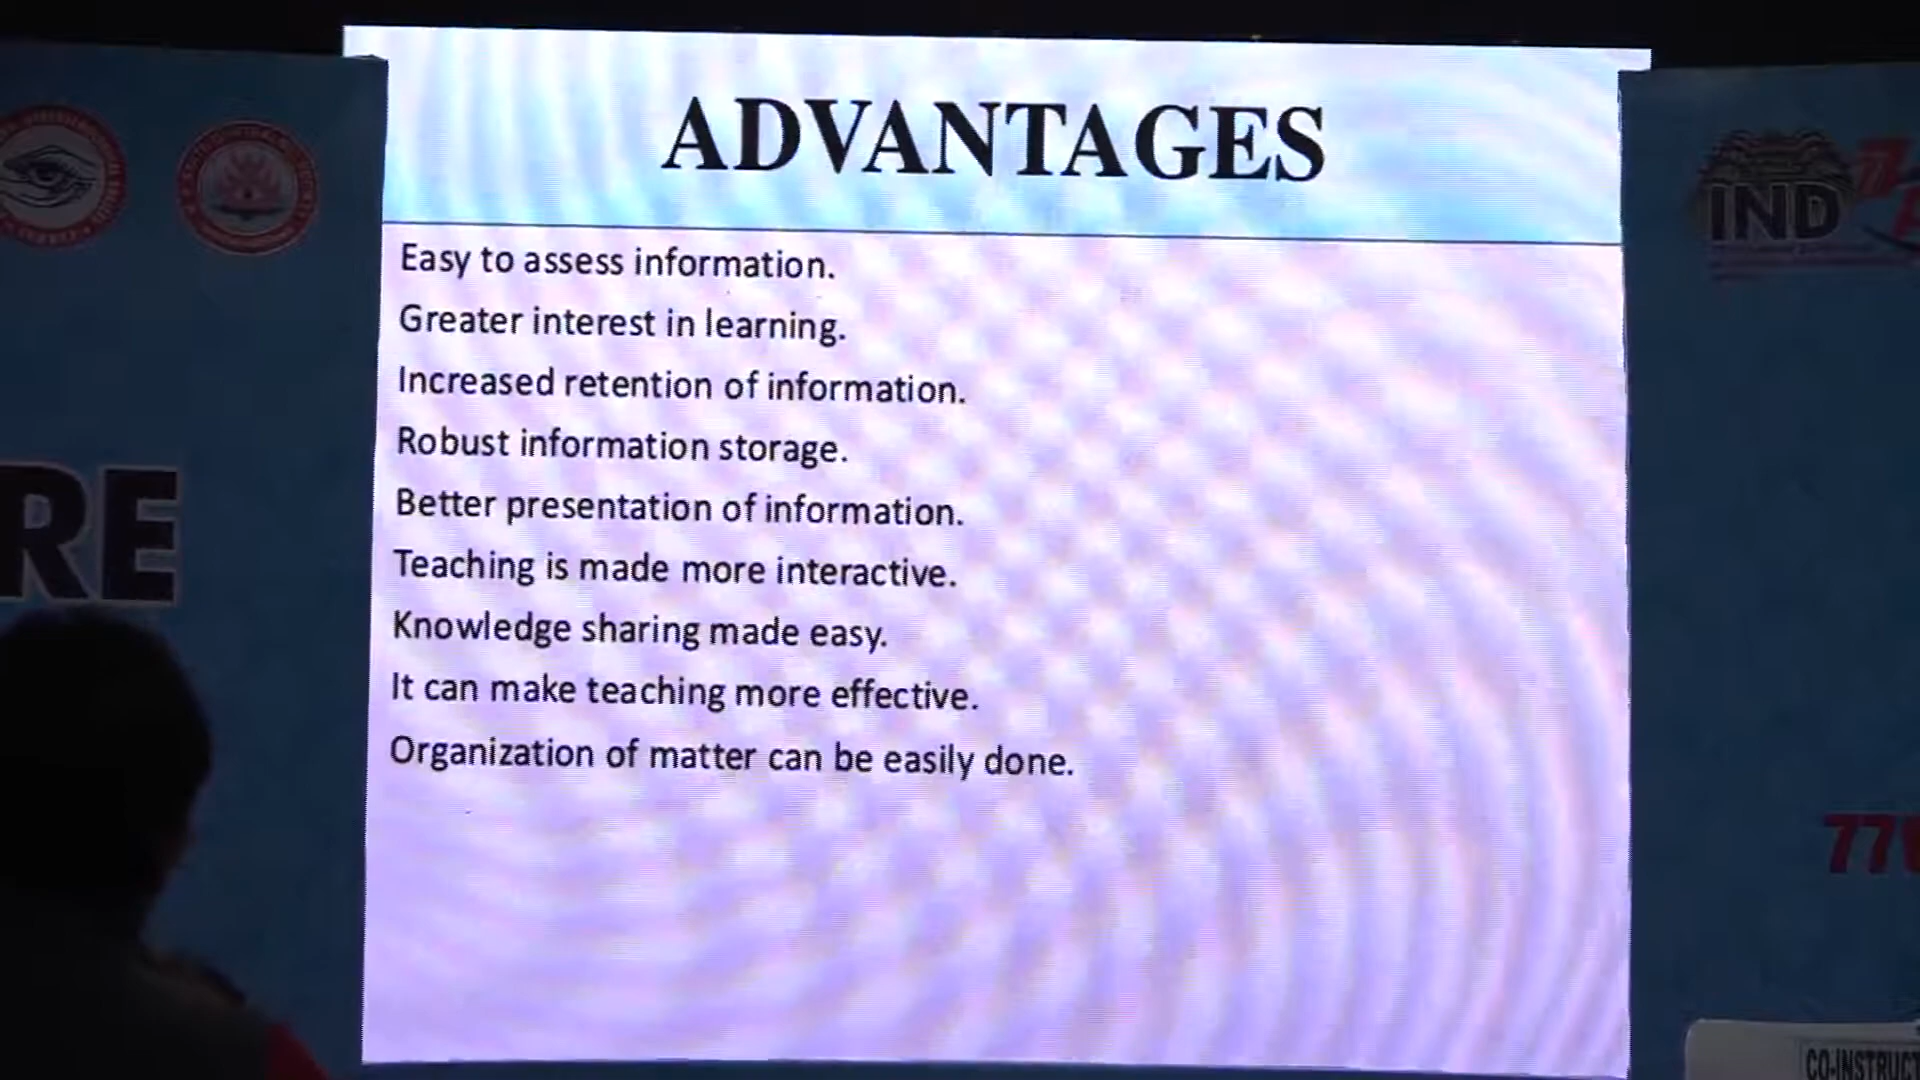 ADVANTAGES
Easy to assess information.
Greater interest in learning.
Increased retention of information.
Robust information storage.
Better presentation of information.
Teaching is made more interactive.
Knowledge sharing made easy.
It can make teaching more effective.
Organization of matter can be easily done.
RE
IND
77
CO-INSTRUCT